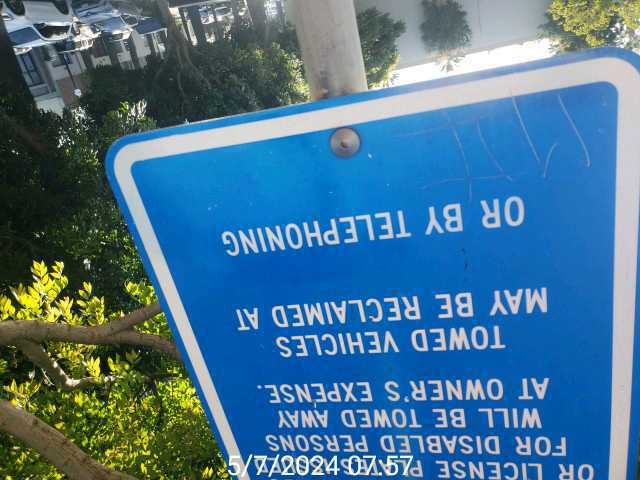 OR LICENSE PLATES
FOR DISABLED PERSONS
WILL BE TOWED AWAY
AT OWNER'S EXPENSE.
TOWED VEHICLES
MAY BE RECLAIMED AT
OR BY TELEPHONING
5/7/2024 07:57